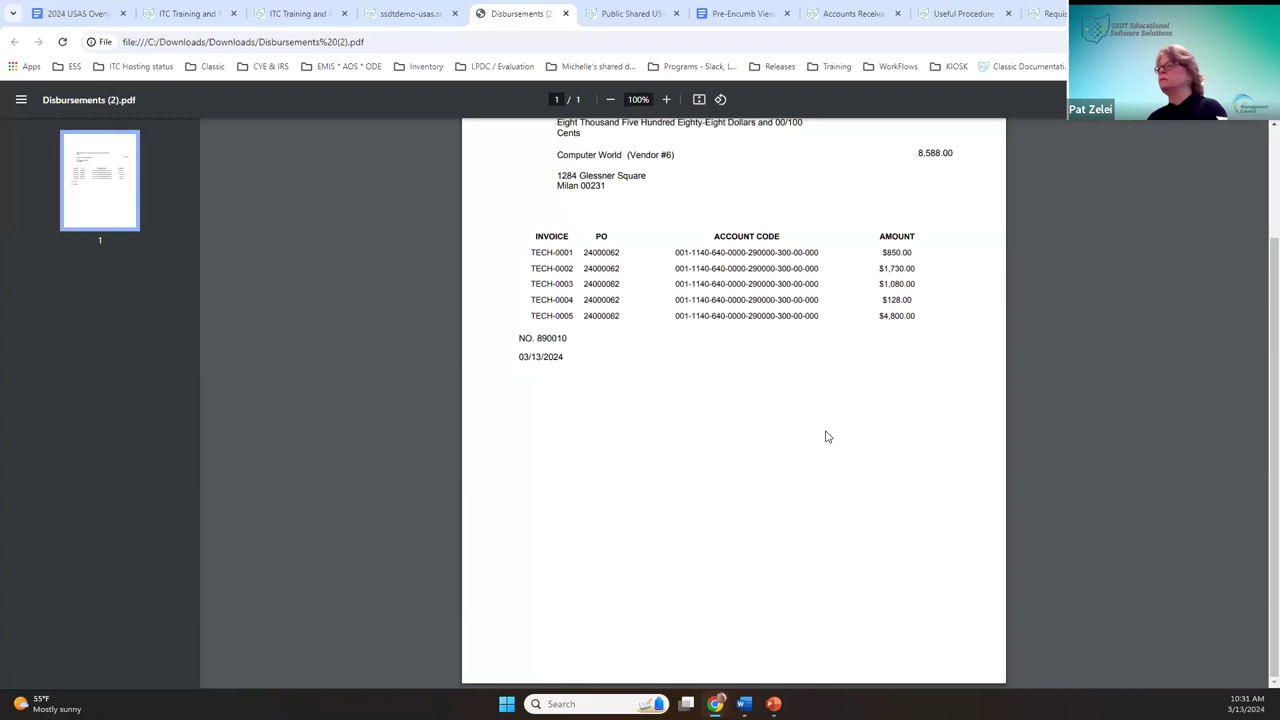 2024 USAS Overvi
ITC Training and F
ITC Training and F
ssdtdemo-usas.ss
Disbursements (2
Public Shared US
Pre-Encumb View
Accounts Receiva
Useful Procedure
Requi
File
file:///C:/Downloads/Downloads/Disbursements%20(2).pdf
Apps
ESS
ITC Hosting status
Classic
CYE & IRS
EMIS * AOS * ODE
Inventory
LPDC / Evaluation
Michelle's shared d...
Programs - Slack, L...
Releases
Training
WorkFlows
KIOSK
Classic Documentati
SSDT Educational
Software Solutions
Management
Council
Pat Zelei
Disbursements (2).pdf
1 / 1
100%
1
Eight Thousand Five Hundred Eighty-Eight Dollars and 00/100
Cents
Computer World (Vendor #6) 8,588.00
1284 Glessner Square
Milan 00231
INVOICE PO ACCOUNT CODE AMOUNT
TECH-0001 24000062 001-1140-640-0000-290000-300-00-000 $850.00
TECH-0002 24000062 001-1140-640-0000-290000-300-00-000 $1,730.00
TECH-0003 24000062 001-1140-640-0000-290000-300-00-000 $1,080.00
TECH-0004 24000062 001-1140-640-0000-290000-300-00-000 $128.00
TECH-0005 24000062 001-1140-640-0000-290000-300-00-000 $4,800.00
NO. 890010
03/13/2024
55°F
Mostly sunny
Search
10:31 AM
3/13/2024